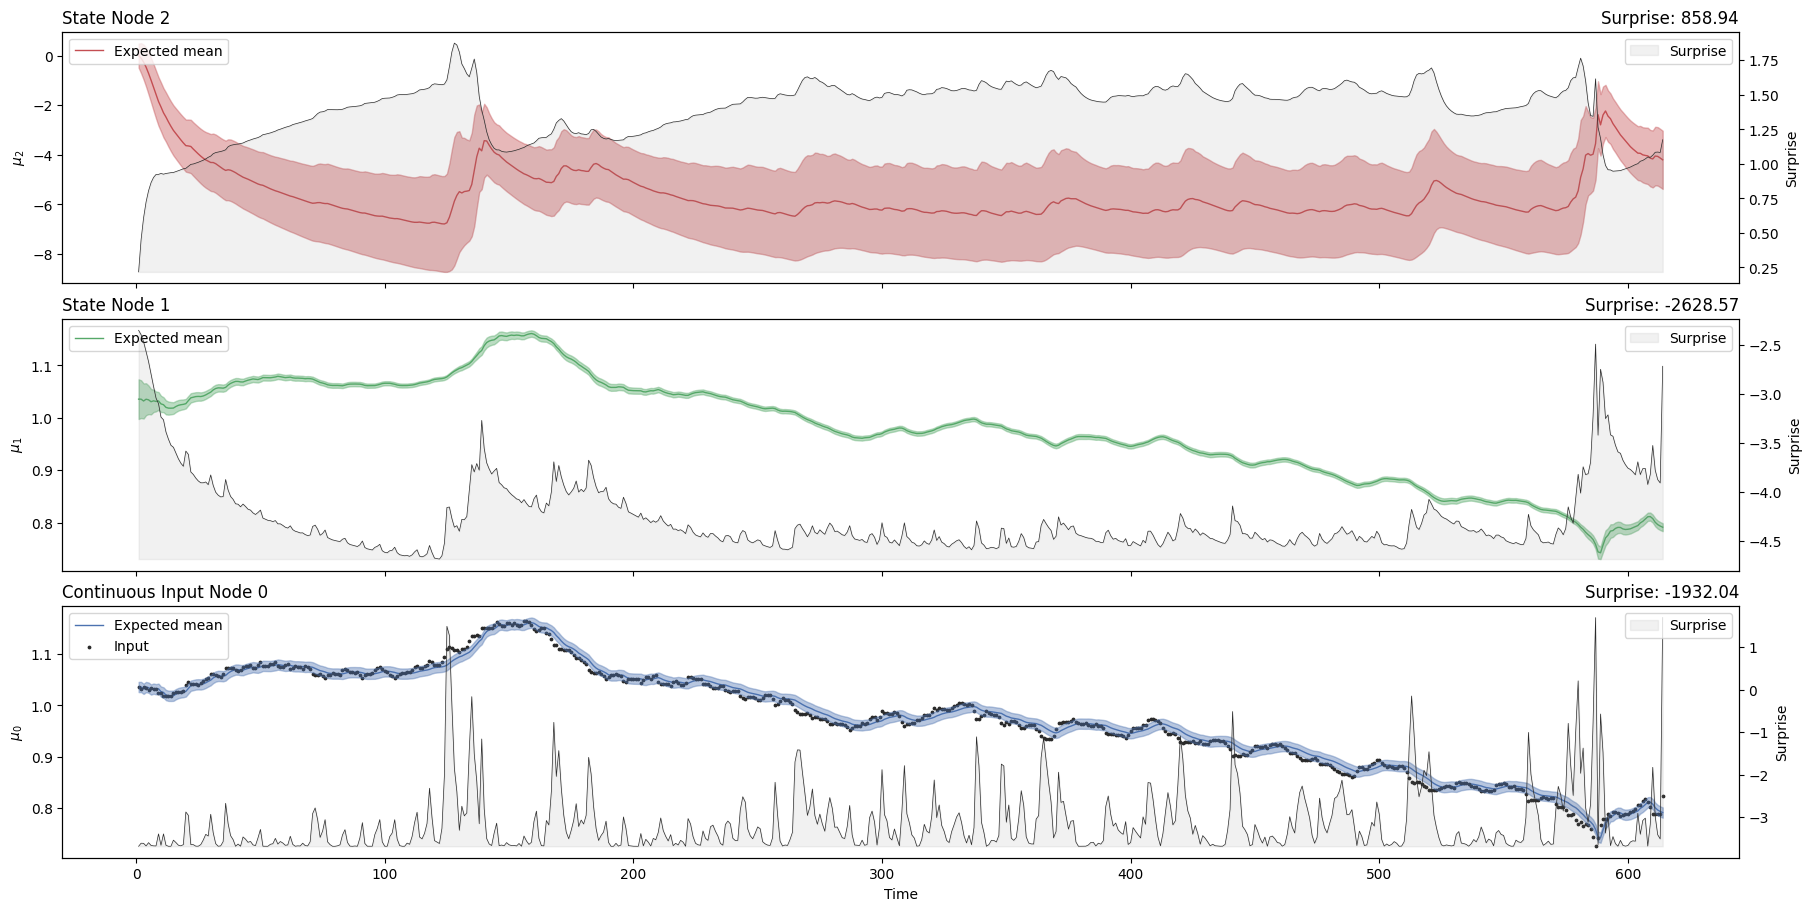 State Node 2
Surprise: 858.94
Expected mean
Surprise
0
−2
−4
−6
−8
μ2
1.75
1.50
1.25
1.00
0.75
0.50
0.25
Surprise
State Node 1
Surprise: -2628.57
Expected mean
Surprise
1.1
1.0
0.9
0.8
μ1
−2.5
−3.0
−3.5
−4.0
−4.5
Surprise
Continuous Input Node 0
Surprise: -1932.04
Expected mean
Input
Surprise
1.1
1.0
0.9
0.8
μ0
1
0
−1
−2
−3
Surprise
0 100 200 300 400 500 600
Time